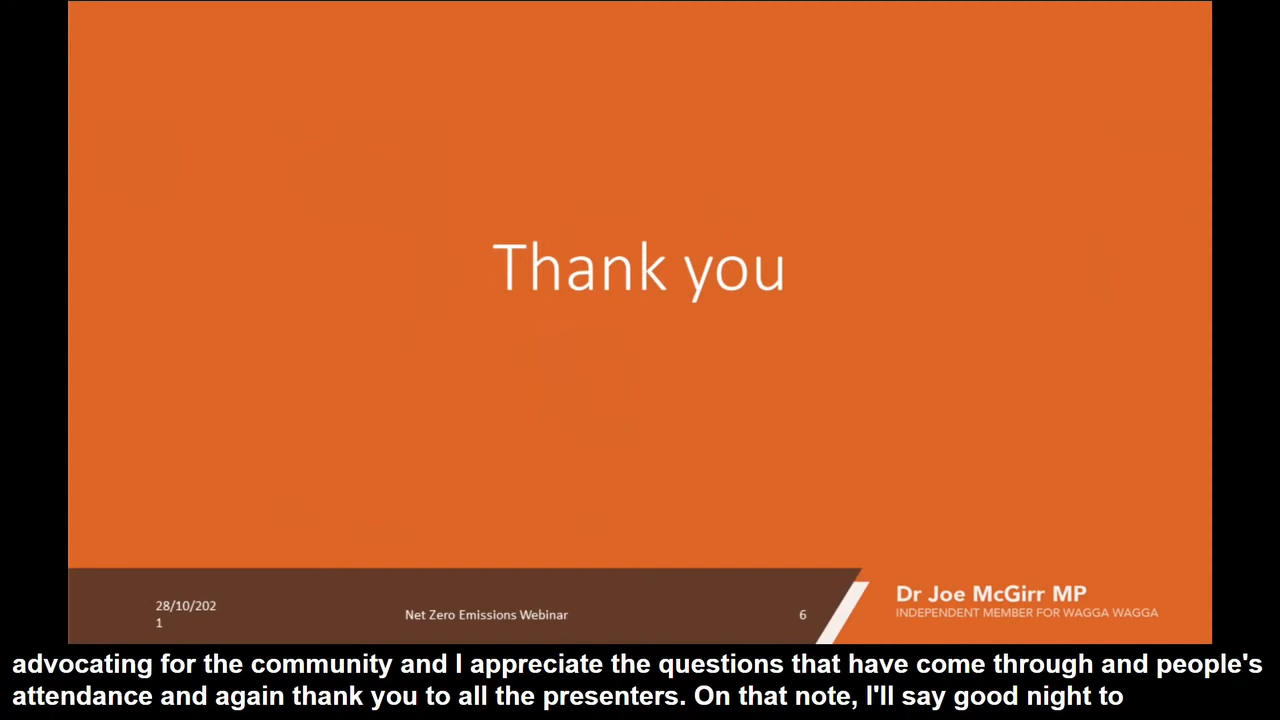 Thank you
28/10/202
1
Net Zero Emissions Webinar
6
Dr Joe McGirr MP
INDEPENDENT MEMBER FOR WAGGA WAGGA
advocating for the community and I appreciate the questions that have come through and people's
attendance and again thank you to all the presenters. On that note, I'll say good night to